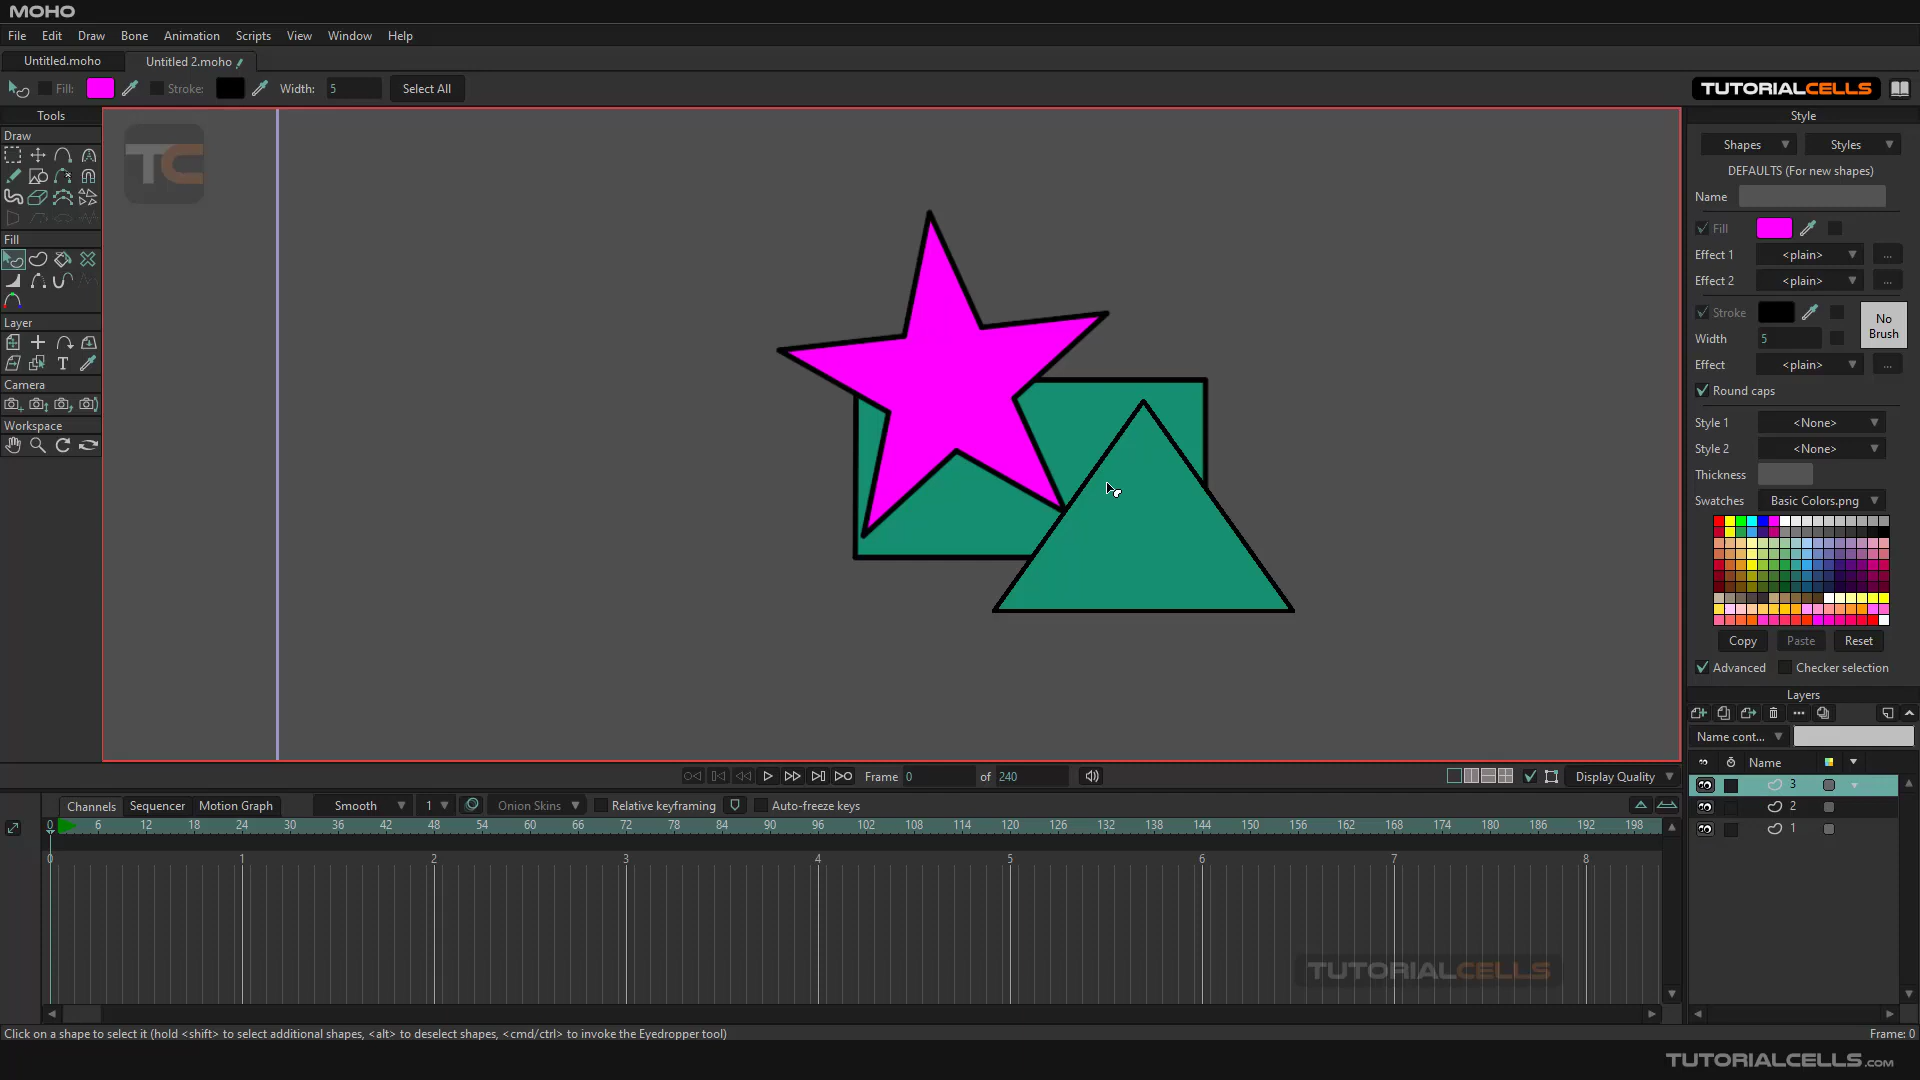 MOHO
File Edit Draw Bone Animation Scripts View Window Help
Untitled.moho Untitled 2.moho
Fill: Stroke: Width: 5 Select All
TUTORIALCELLS
Tools
Style
Draw
TC
Shapes Styles
DEFAULTS (For new shapes)
Name
Fill
Fill
Effect 1 <plain> ...
Effect 2 <plain> ...
Stroke
No
Brush
Layer
Width 5
Effect <plain> ...
Camera
Round caps
Workspace
Style 1 <None>
Style 2 <None>
Thickness
Swatches Basic Colors.png
Copy Paste Reset
Advanced Checker selection
Layers
Name cont...
Name
Frame 0 of 240 Display Quality
3
2
1
Channels Sequencer Motion Graph Smooth 1 Onion Skins Relative keyframing Auto-freeze keys
0 6 12 18 24 30 36 42 48 54 60 66 72 78 84 90 96 102 108 114 120 126 132 138 144 150 156 162 168 174 180 186 192 198
0 1 2 3 4 5 6 7 8
TUTORIALCELLS
Click on a shape to select it (hold <shift> to select additional shapes, <alt> to deselect shapes, <cmd/ctrl> to invoke the Eyedropper tool) Frame: 0
TUTORIALCELLS.COM